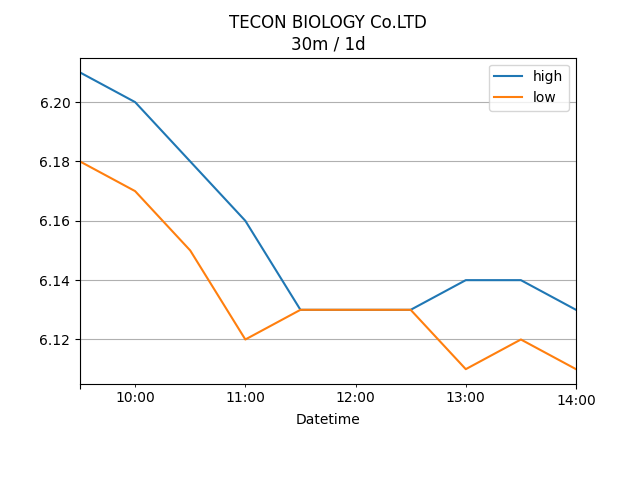 TECON BIOLOGY Co.LTD
30m / 1d
high
low
6.20
6.18
6.16
6.14
6.12
10:00
11:00
12:00
13:00
14:00
Datetime